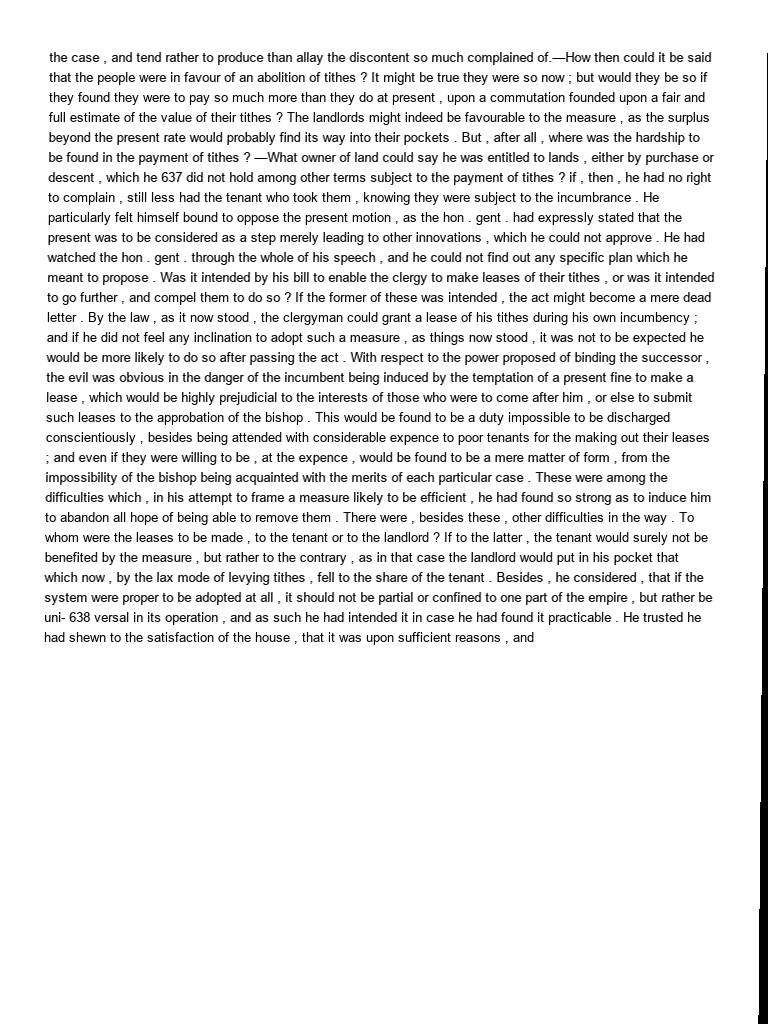 the case , and tend rather to produce than allay the discontent so much complained of.—How then could it be said
that the people were in favour of an abolition of tithes ? It might be true they were so now ; but would they be so if
they found they were to pay so much more than they do at present , upon a commutation founded upon a fair and
full estimate of the value of their tithes ? The landlords might indeed be favourable to the measure , as the surplus
beyond the present rate would probably find its way into their pockets . But , after all , where was the hardship to
be found in the payment of tithes ? —What owner of land could say he was entitled to lands , either by purchase or
descent , which he 637 did not hold among other terms subject to the payment of tithes ? if , then , he had no right
to complain , still less had the tenant who took them , knowing they were subject to the incumbrance . He
particularly felt himself bound to oppose the present motion , as the hon . gent . had expressly stated that the
present was to be considered as a step merely leading to other innovations , which he could not approve . He had
watched the hon . gent . through the whole of his speech , and he could not find out any specific plan which he
meant to propose . Was it intended by his bill to enable the clergy to make leases of their tithes , or was it intended
to go further , and compel them to do so ? If the former of these was intended , the act might become a mere dead
letter . By the law , as it now stood , the clergyman could grant a lease of his tithes during his own incumbency ;
and if he did not feel any inclination to adopt such a measure , as things now stood , it was not to be expected he
would be more likely to do so after passing the act . With respect to the power proposed of binding the successor ,
the evil was obvious in the danger of the incumbent being induced by the temptation of a present fine to make a
lease , which would be highly prejudicial to the interests of those who were to come after him , or else to submit
such leases to the approbation of the bishop . This would be found to be a duty impossible to be discharged
conscientiously , besides being attended with considerable expence to poor tenants for the making out their leases
; and even if they were willing to be , at the expence , would be found to be a mere matter of form , from the
impossibility of the bishop being acquainted with the merits of each particular case . These were among the
difficulties which , in his attempt to frame a measure likely to be efficient , he had found so strong as to induce him
to abandon all hope of being able to remove them . There were , besides these , other difficulties in the way . To
whom were the leases to be made , to the tenant or to the landlord ? If to the latter , the tenant would surely not be
benefited by the measure , but rather to the contrary , as in that case the landlord would put in his pocket that
which now , by the lax mode of levying tithes , fell to the share of the tenant . Besides , he considered , that if the
system were proper to be adopted at all , it should not be partial or confined to one part of the empire , but rather be
uni- 638 versal in its operation , and as such he had intended it in case he had found it practicable . He trusted he
had shewn to the satisfaction of the house , that it was upon sufficient reasons , and